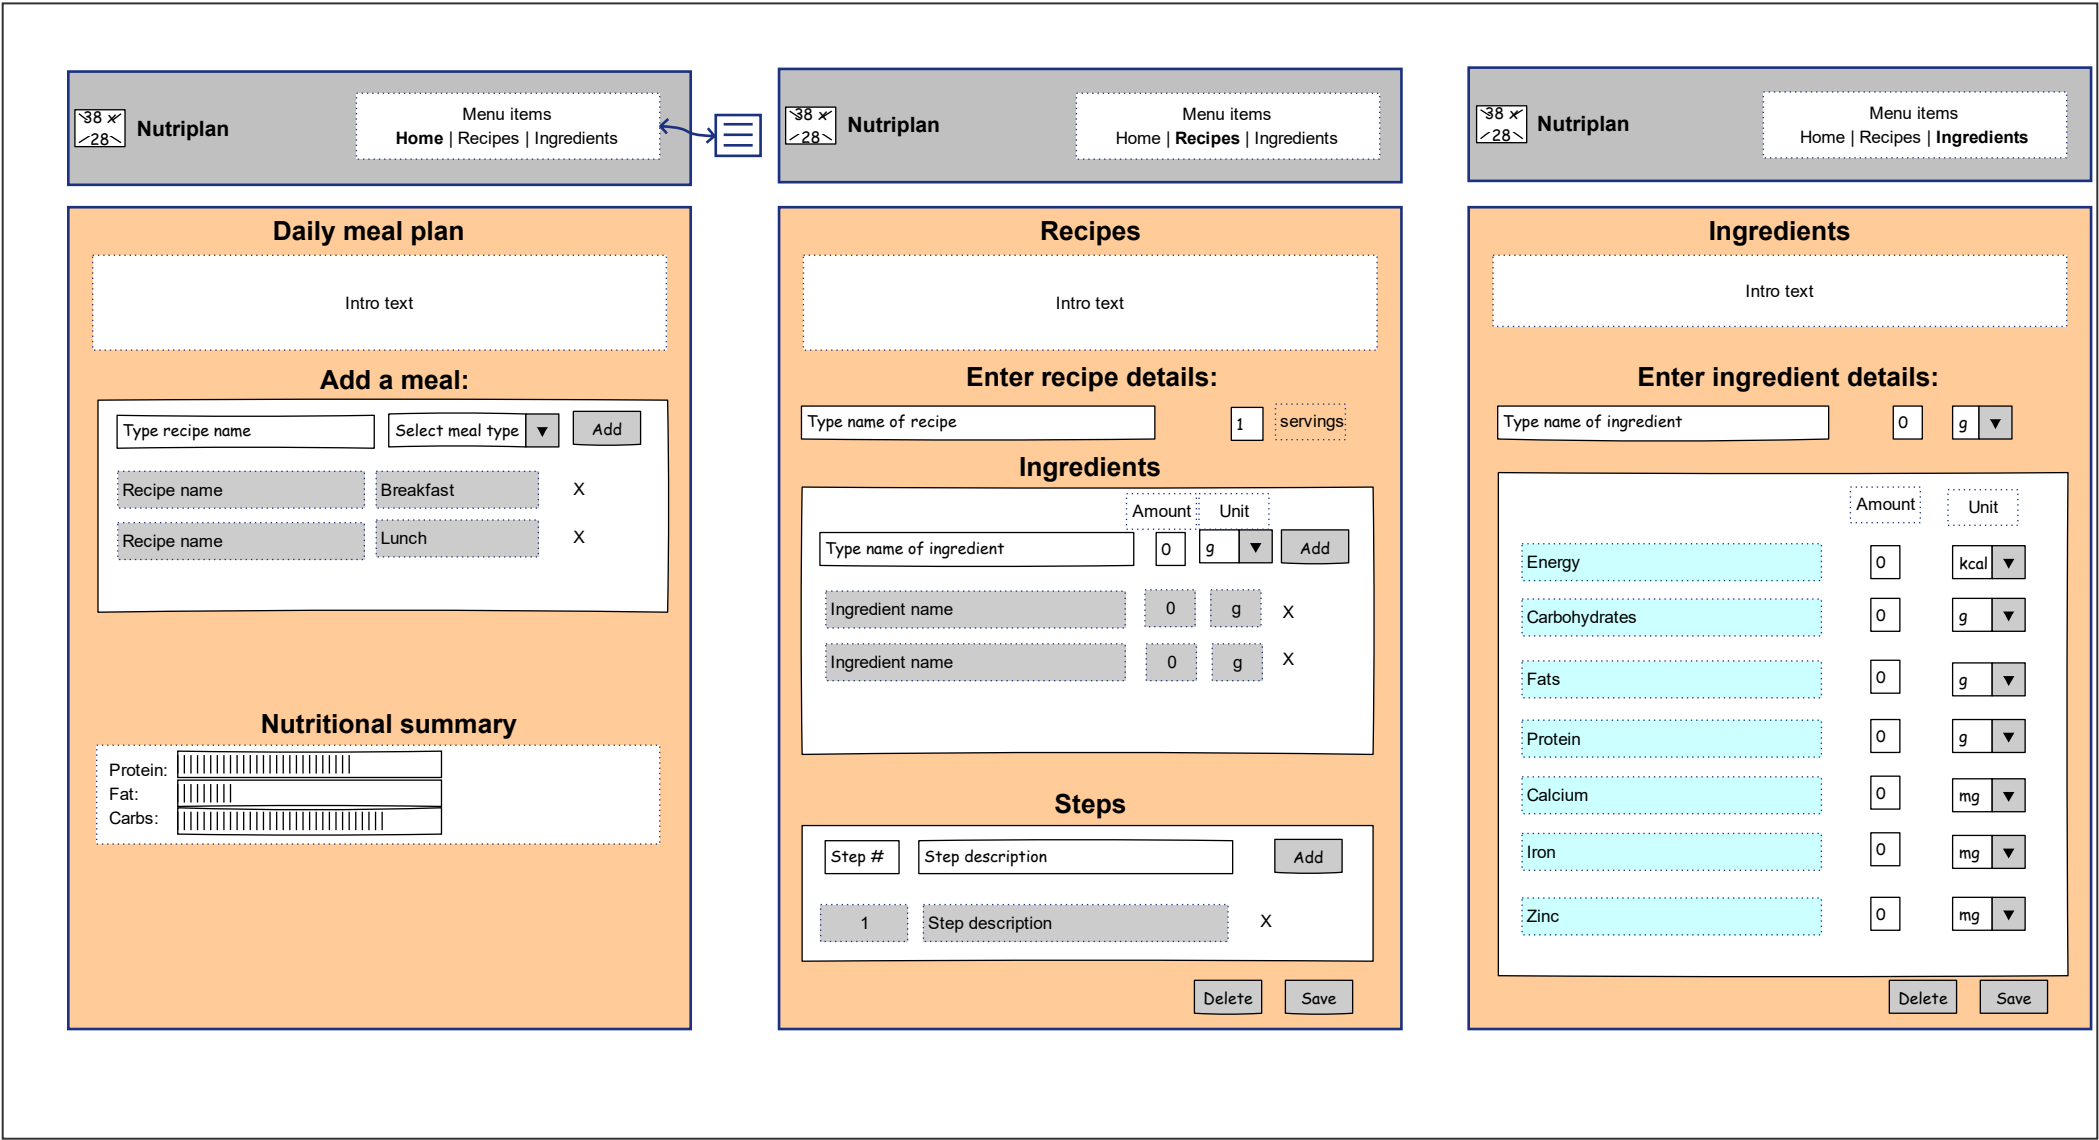 38 x
28
Nutriplan
Menu items
Home | Recipes | Ingredients
Daily meal plan
Intro text
Add a meal:
Type recipe name
Select meal type ▼
Add
Recipe name
Breakfast
X
Recipe name
Lunch
X
Nutritional summary
Protein:
Fat:
Carbs:
38 x
28
Nutriplan
Menu items
Home | Recipes | Ingredients
Recipes
Intro text
Enter recipe details:
Type name of recipe
1
servings
Ingredients
Amount
Unit
Type name of ingredient
0
g ▼
Add
Ingredient name
0
g
X
Ingredient name
0
g
X
Steps
Step #
Step description
Add
1
Step description
X
Delete
Save
38 x
28
Nutriplan
Menu items
Home | Recipes | Ingredients
Ingredients
Intro text
Enter ingredient details:
Type name of ingredient
0
g ▼
Amount
Unit
Energy
0
kcal ▼
Carbohydrates
0
g ▼
Fats
0
g ▼
Protein
0
g ▼
Calcium
0
mg ▼
Iron
0
mg ▼
Zinc
0
mg ▼
Delete
Save